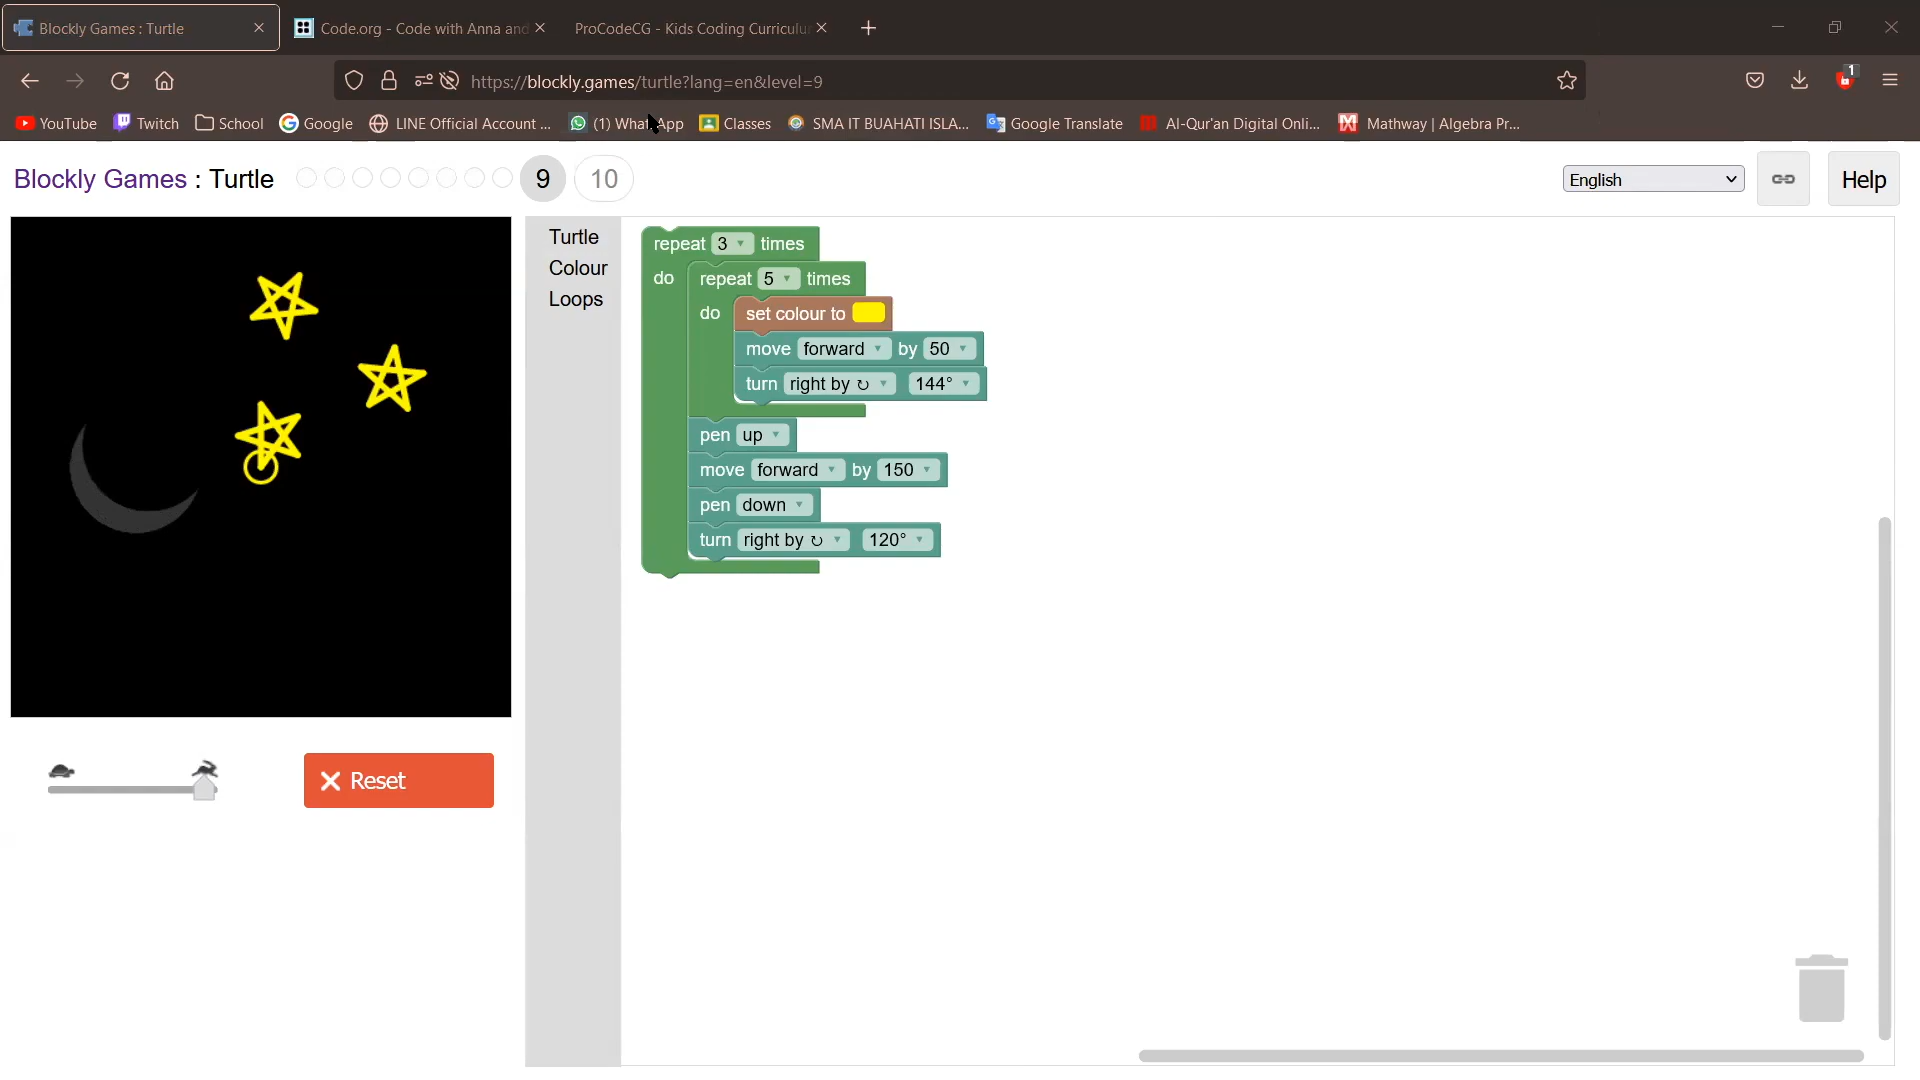 Blockly Games : Turtle
Code.org - Code with Anna and
ProCodeCG - Kids Coding Curriculu
https://blockly.games/turtle?lang=en&level=9
1
YouTube Twitch School Google LINE Official Account ... (1) WhatsApp Classes SMA IT BUAHATI ISLA... Google Translate Al-Qur'an Digital Onli... Mathway | Algebra Pr...
Blockly Games : Turtle 9 10 English Help
Turtle
Colour
Loops
repeat 3 times
do repeat 5 times
do set colour to
move forward by 50
turn right by ↻ 144°
pen up
move forward by 150
pen down
turn right by ↻ 120°
Reset